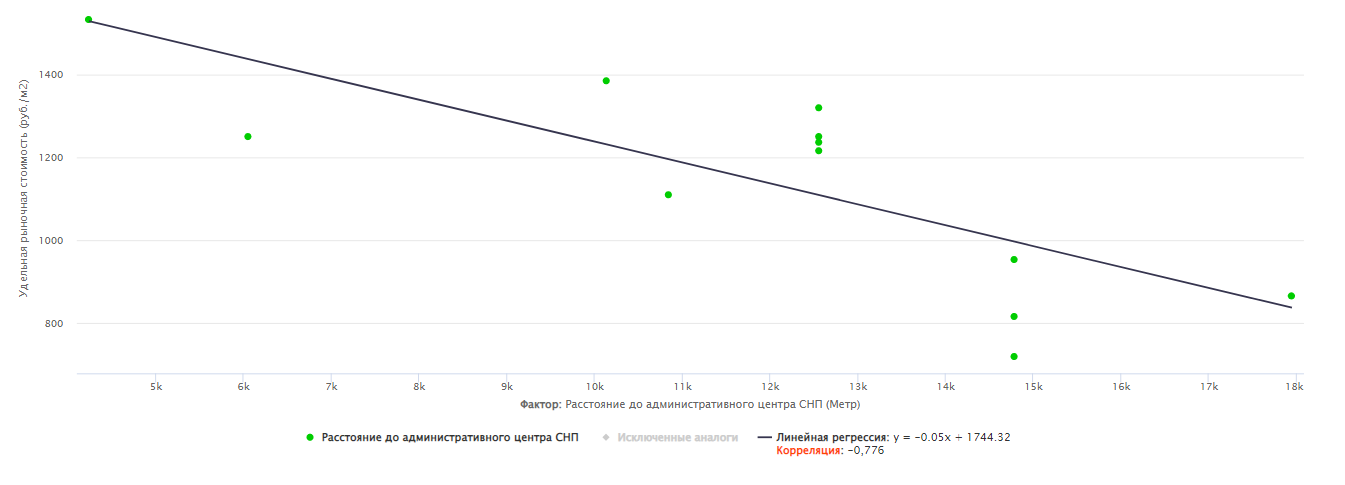 1400
1200
1000
800
Удельная рыночная стоимость (руб./м2)
5k 6k 7k 8k 9k 10k 11k 12k 13k 14k 15k 16k 17k 18k
Фактор: Расстояние до административного центра СНП (Метр)
Расстояние до административного центра СНП Исключенные аналоги Линейная регрессия: y = -0.05x + 1744.32
Корреляция: -0,776